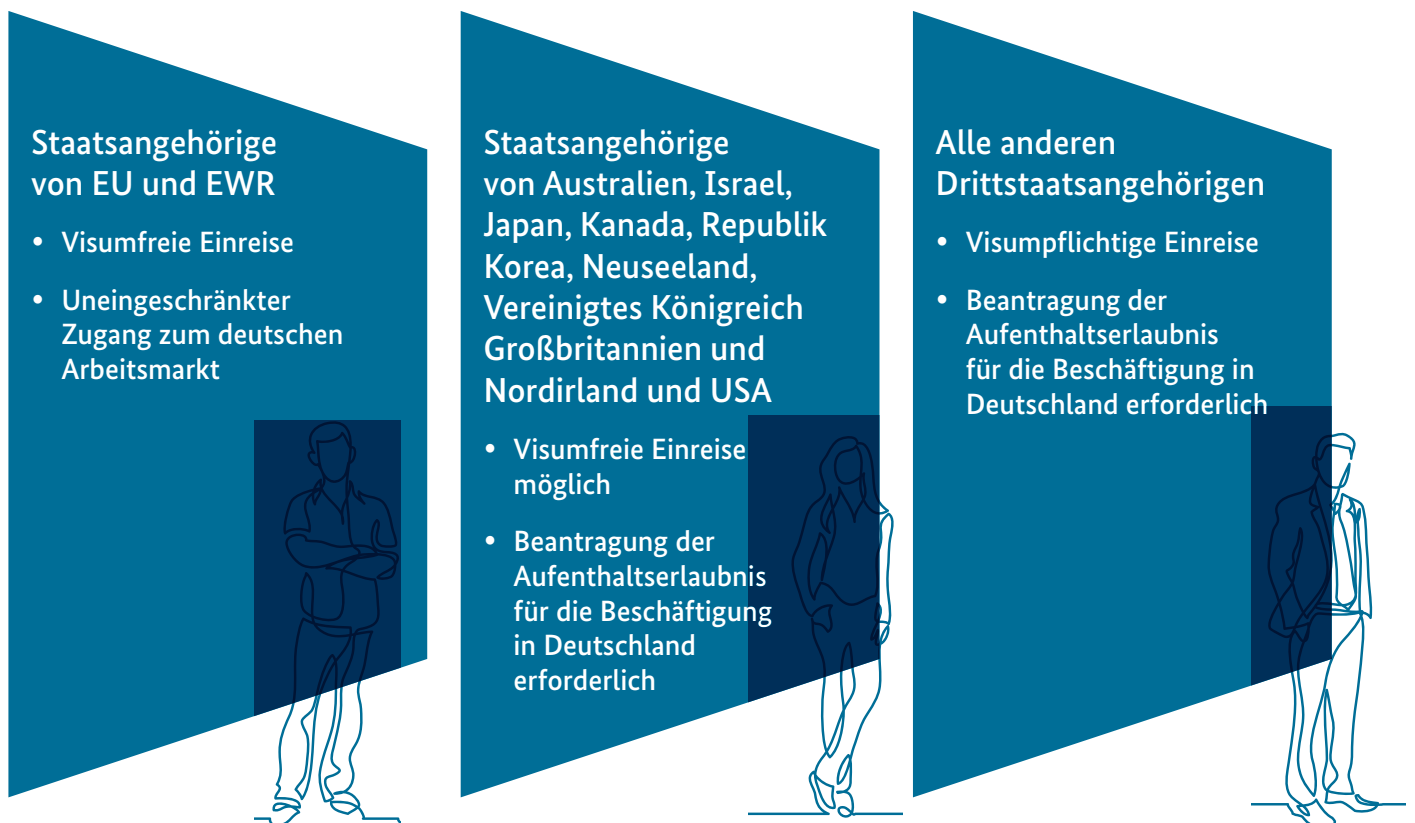 Staatsangehörige
von EU und EWR
• Visumfreie Einreise
• Uneingeschränkter
Zugang zum deutschen
Arbeitsmarkt
Staatsangehörige
von Australien, Israel,
Japan, Kanada, Republik
Korea, Neuseeland,
Vereinigtes Königreich
Großbritannien und
Nordirland und USA
• Visumfreie Einreise
möglich
• Beantragung der
Aufenthaltserlaubnis
für die Beschäftigung
in Deutschland
erforderlich
Alle anderen
Drittstaatsangehörigen
• Visumpflichtige Einreise
• Beantragung der
Aufenthaltserlaubnis
für die Beschäftigung in
Deutschland erforderlich